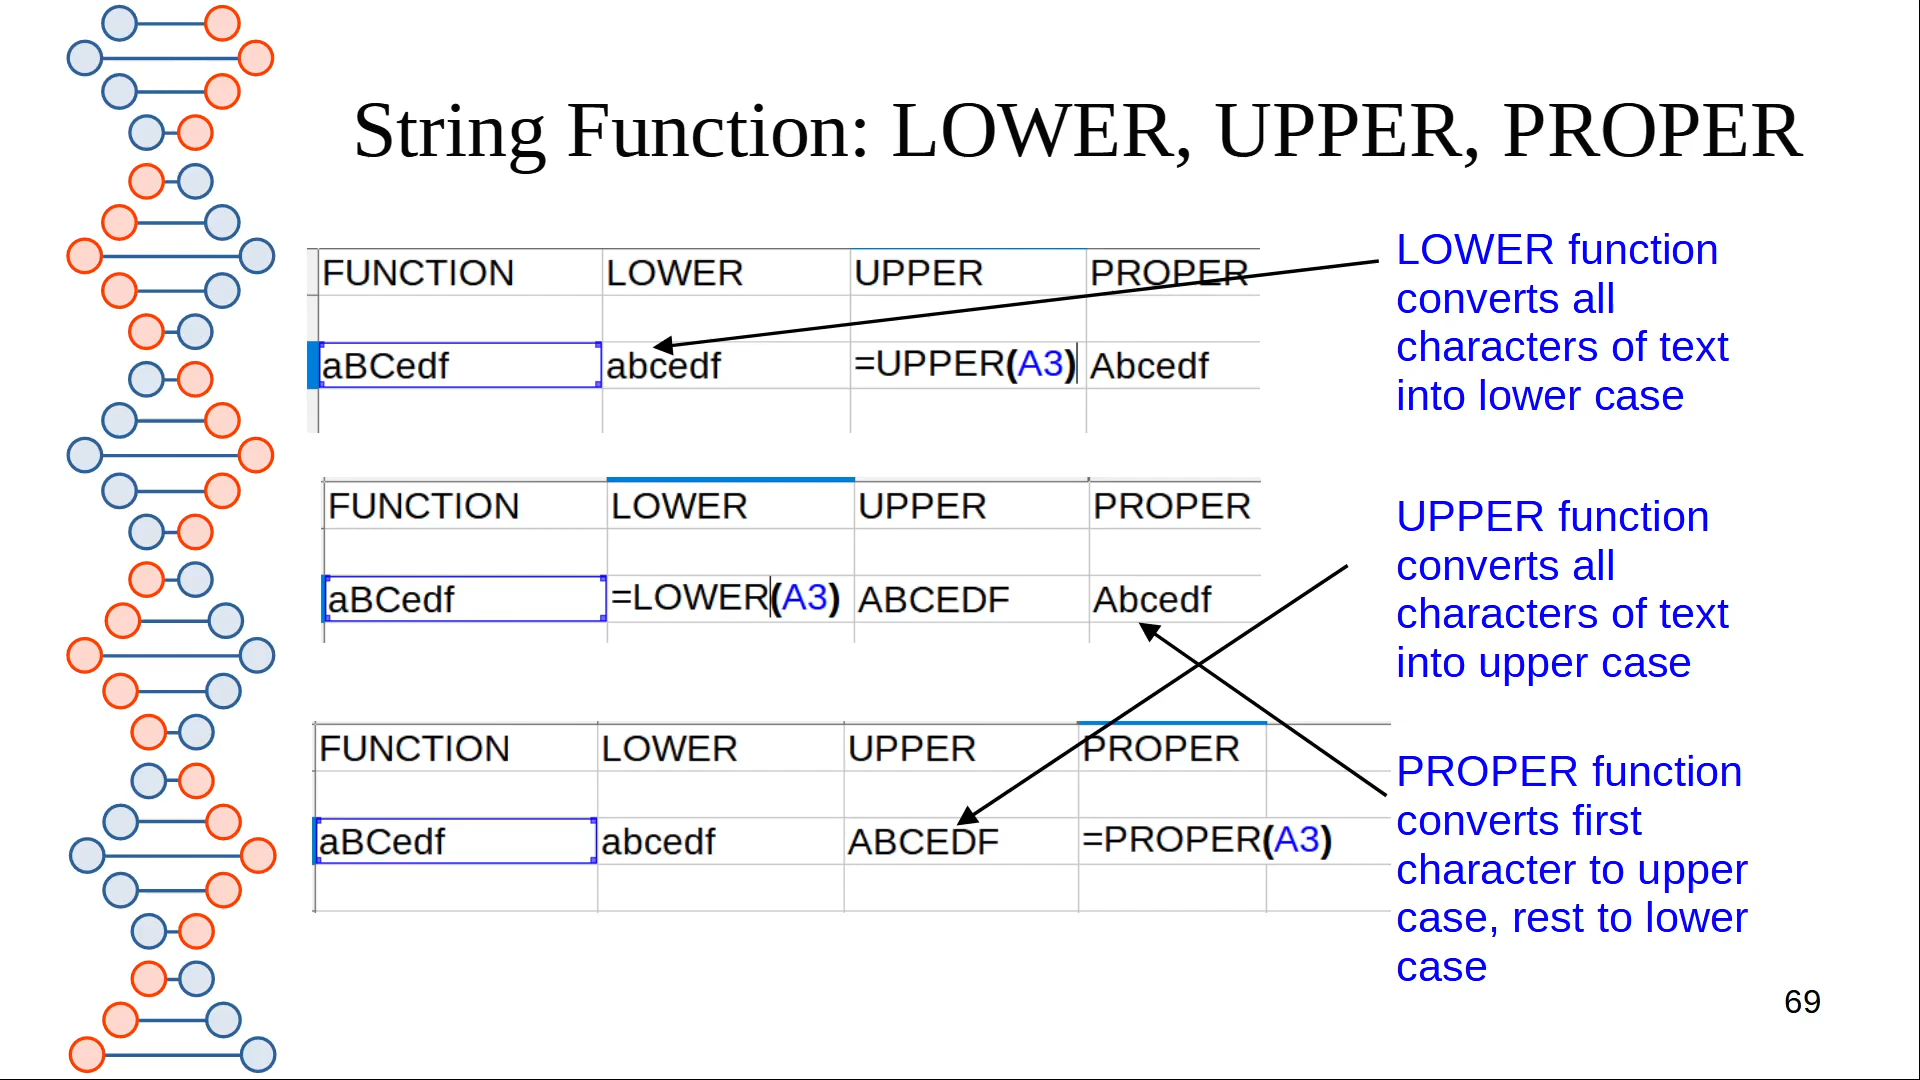 String Function: LOWER, UPPER, PROPER
FUNCTION LOWER UPPER PROPER
aBCedf abcedf =UPPER(A3) Abcedf
LOWER function
converts all
characters of text
into lower case
FUNCTION LOWER UPPER PROPER
aBCedf =LOWER(A3) ABCEDF Abcedf
UPPER function
converts all
characters of text
into upper case
FUNCTION LOWER UPPER PROPER
aBCedf abcedf ABCEDF =PROPER(A3)
PROPER function
converts first
character to upper
case, rest to lower
case
69